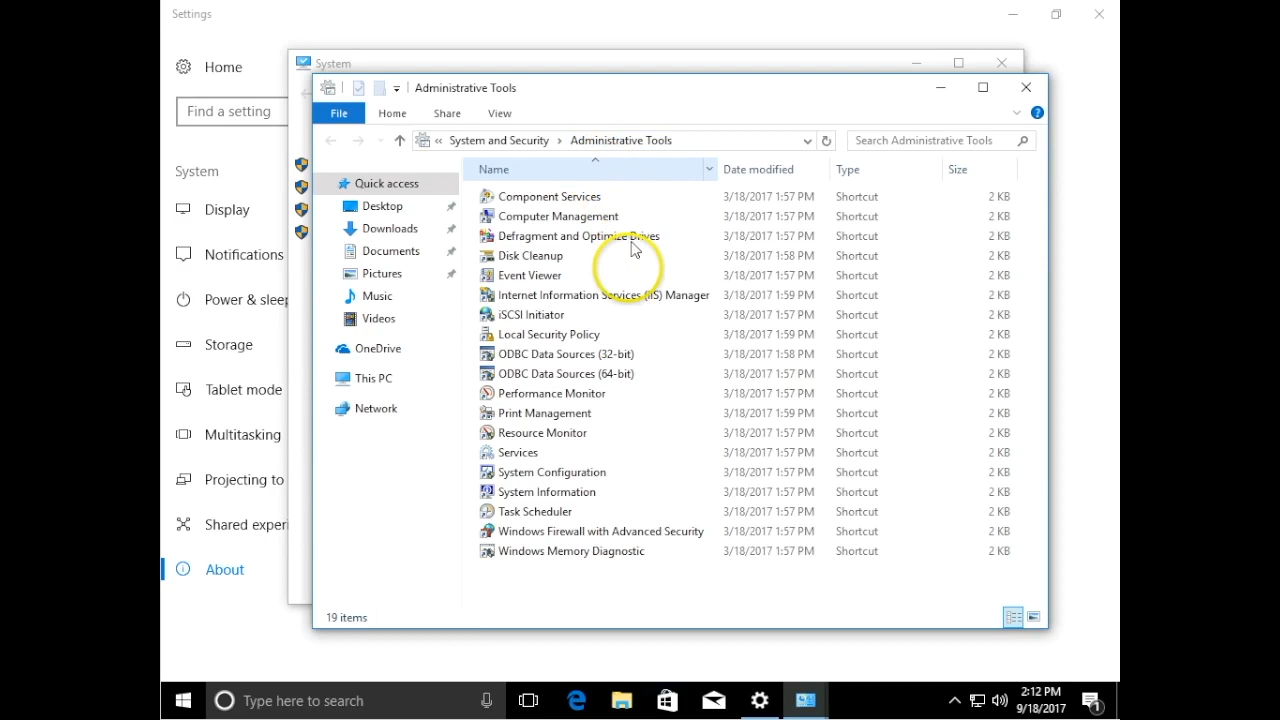 Settings
Home
Find a setting
System
Display
Notifications
Power & sleep
Storage
Tablet mode
Multitasking
Projecting to
Shared experi
About
System
Administrative Tools
File Home Share View
« System and Security › Administrative Tools
Search Administrative Tools
Quick access
Desktop
Downloads
Documents
Pictures
Music
Videos
OneDrive
This PC
Network
Name Date modified Type Size
Component Services 3/18/2017 1:57 PM Shortcut 2 KB
Computer Management 3/18/2017 1:57 PM Shortcut 2 KB
Defragment and Optimize Drives 3/18/2017 1:57 PM Shortcut 2 KB
Disk Cleanup 3/18/2017 1:58 PM Shortcut 2 KB
Event Viewer 3/18/2017 1:57 PM Shortcut 2 KB
Internet Information Services (IIS) Manager 3/18/2017 1:59 PM Shortcut 2 KB
iSCSI Initiator 3/18/2017 1:57 PM Shortcut 2 KB
Local Security Policy 3/18/2017 1:59 PM Shortcut 2 KB
ODBC Data Sources (32-bit) 3/18/2017 1:58 PM Shortcut 2 KB
ODBC Data Sources (64-bit) 3/18/2017 1:57 PM Shortcut 2 KB
Performance Monitor 3/18/2017 1:57 PM Shortcut 2 KB
Print Management 3/18/2017 1:59 PM Shortcut 2 KB
Resource Monitor 3/18/2017 1:57 PM Shortcut 2 KB
Services 3/18/2017 1:57 PM Shortcut 2 KB
System Configuration 3/18/2017 1:57 PM Shortcut 2 KB
System Information 3/18/2017 1:57 PM Shortcut 2 KB
Task Scheduler 3/18/2017 1:57 PM Shortcut 2 KB
Windows Firewall with Advanced Security 3/18/2017 1:57 PM Shortcut 2 KB
Windows Memory Diagnostic 3/18/2017 1:57 PM Shortcut 2 KB
19 items
Type here to search
2:12 PM
9/18/2017
1